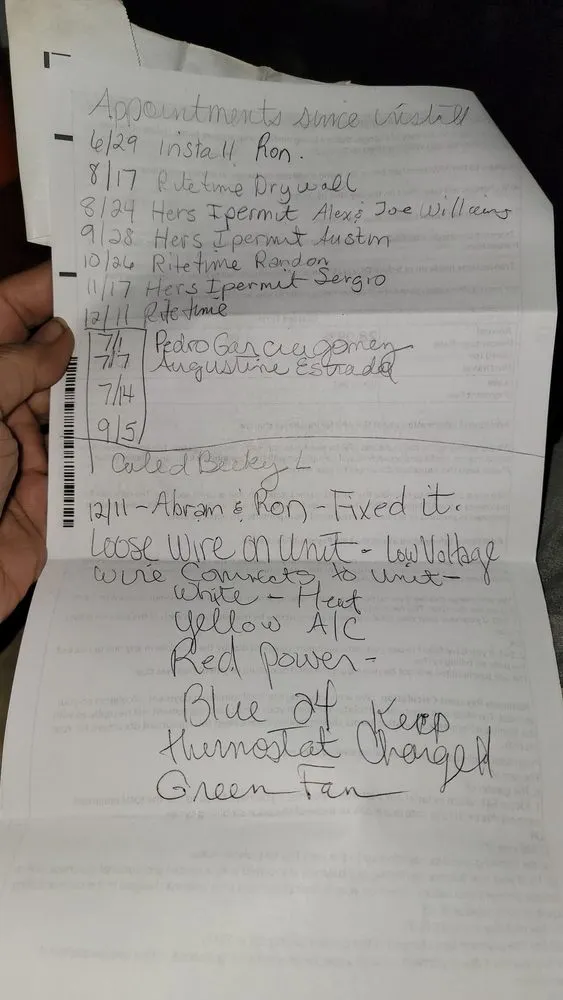 Appointments since install
6/29 install Ron.
8/17 Ritetime Drywall
8/24 Hers Ipermit Alex & Joe Williams
9/28 Hers Ipermit Austin
10/26 Ritetime Randon
11/17 Hers Ipermit Sergio
12/11 Ritetime
7/1 Pedro Garciagomez
7/7 Augustine Estrada
7/14
9/5
Caled Becky L
12/11 - Abram & Ron - Fixed it.
Loose Wire on Unit - Low Voltage
wire Connects to unit -
White - Heat
Yellow A/C
Red power -
Blue 24 Keep
thermostat Charged
Green Fan